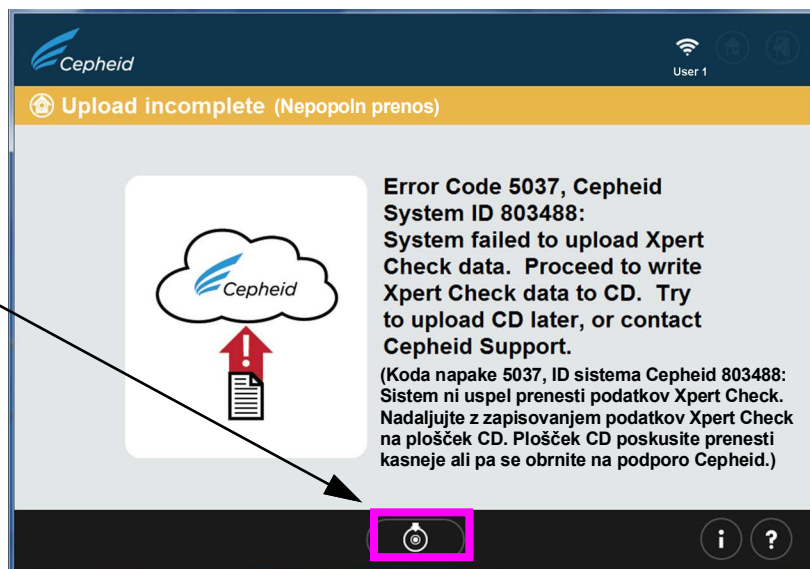 Cepheid
User 1
Upload incomplete (Nepopoln prenos)
Error Code 5037, Cepheid
System ID 803488:
System failed to upload Xpert
Check data. Proceed to write
Xpert Check data to CD. Try
to upload CD later, or contact
Cepheid Support.
Cepheid
(Koda napake 5037, ID sistema Cepheid 803488:
Sistem ni uspel prenesti podatkov Xpert Check.
Nadaljujte z zapisovanjem podatkov Xpert Check
na plošček CD. Plošček CD poskusite prenesti
kasneje ali pa se obrnite na podporo Cepheid.)
i ?